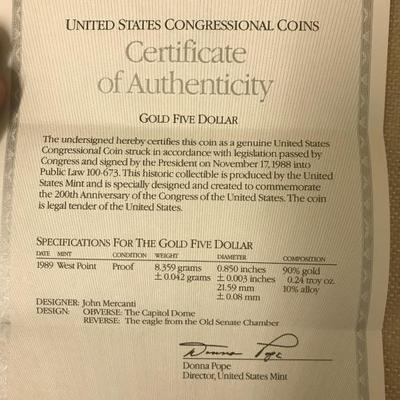 UNITED STATES CONGRESSIONAL COINS
Certificate
of Authenticity
GOLD FIVE DOLLAR
The undersigned hereby certifies this coin as a genuine United States
Congressional Coin struck in accordance with legislation passed by
Congress and signed by the President on November 17, 1988 into
Public Law 100-673. This historic collectible is produced by the United
States Mint and is specially designed and created to commemorate
the 200th Anniversary of the Congress of the United States. The coin
is legal tender of the United States.
SPECIFICATIONS FOR THE GOLD FIVE DOLLAR
DATE MINT CONDITION WEIGHT DIAMETER COMPOSITION
1989 West Point Proof 8.359 grams 0.850 inches 90% gold
± 0.042 grams ± 0.003 inches 0.24 troy oz.
21.59 mm 10% alloy
± 0.08 mm
DESIGNER: John Mercanti
DESIGN: OBVERSE: The Capitol Dome
REVERSE: The eagle from the Old Senate Chamber
Donna Pope
Donna Pope
Director, United States Mint